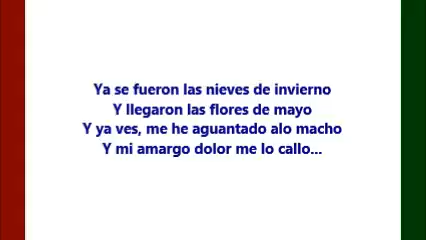 Ya se fueron las nieves de invierno
Y llegaron las flores de mayo
Y ya ves, me he aguantado alo macho
Y mi amargo dolor me lo callo...